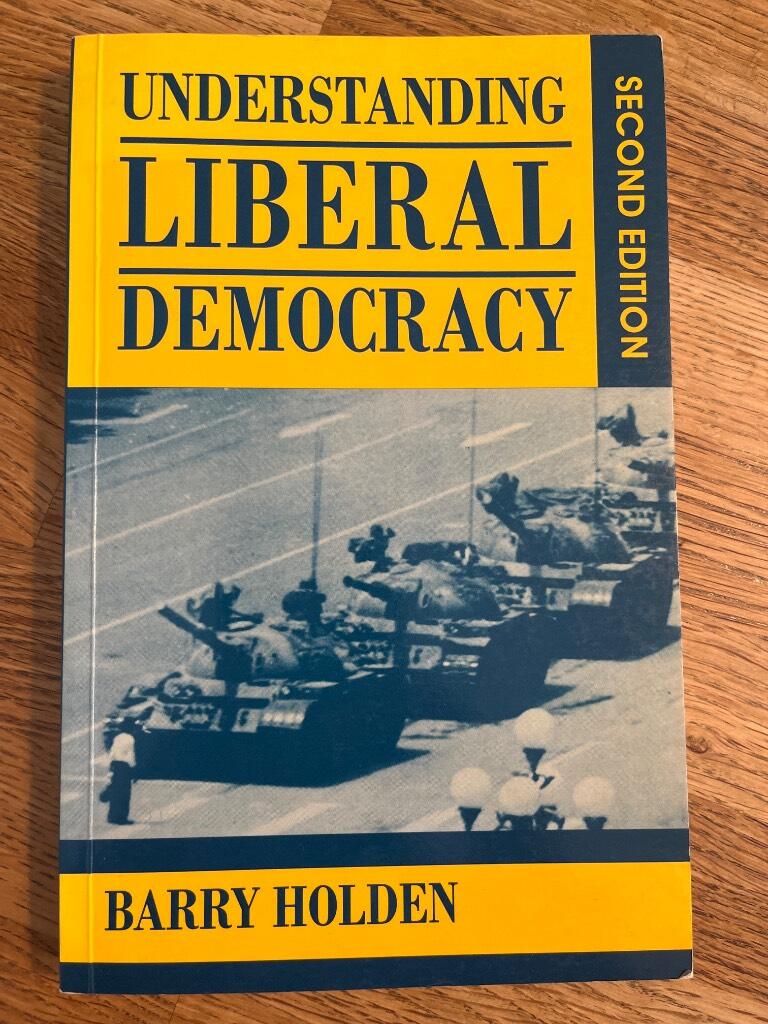 UNDERSTANDING
LIBERAL
DEMOCRACY
SECOND EDITION
BARRY HOLDEN